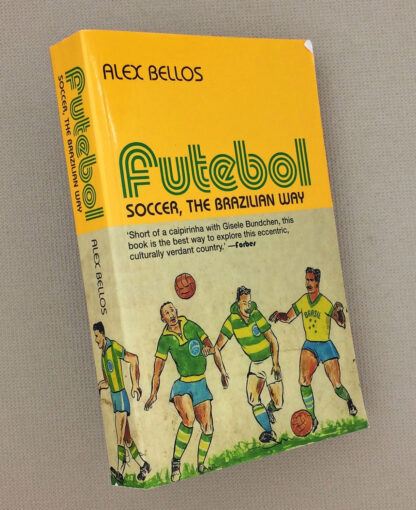 ALEX BELLOS
futebol
SOCCER, THE BRAZILIAN WAY
'Short of a caipirinha with Gisele Bundchen, this
book is the best way to explore this eccentric,
culturally verdant country.' —Forbes
BRASIL
futebol
SOCCER, THE BRAZILIAN WAY
ALEX BELLOS